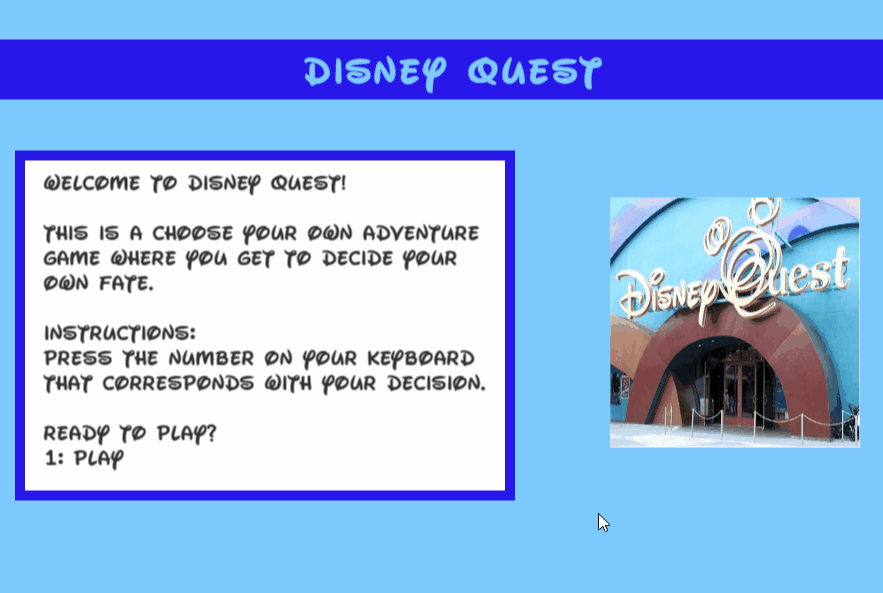 DISNEY QUEST
WELCOME TO DISNEY QUEST!
THIS IS A CHOOSE YOUR OWN ADVENTURE
GAME WHERE YOU GET TO DECIDE YOUR
OWN FATE.
INSTRUCTIONS:
PRESS THE NUMBER ON YOUR KEYBOARD
THAT CORRESPONDS WITH YOUR DECISION.
READY TO PLAY?
1: PLAY
DISNEY Quest